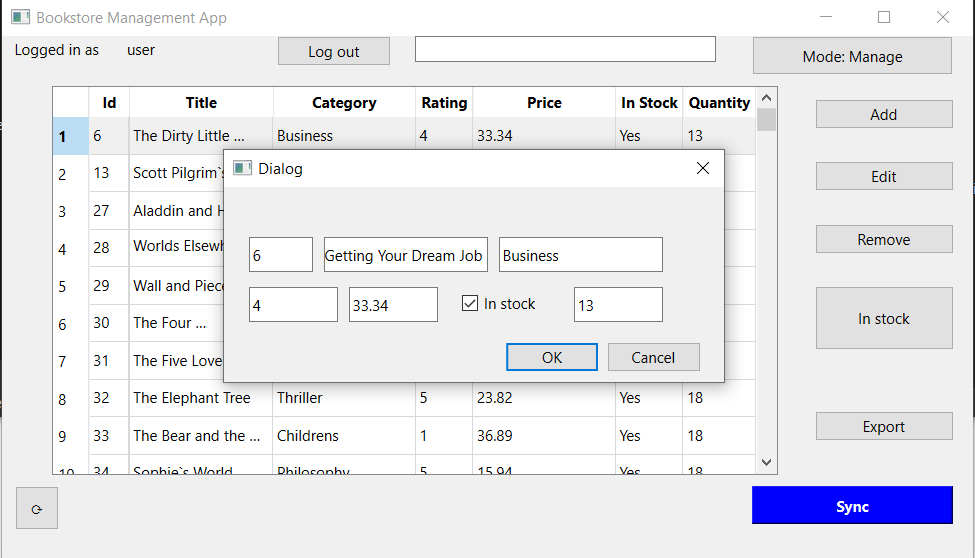 Bookstore Management App
Logged in as user Log out Mode: Manage
Id Title Category Rating Price In Stock Quantity
1 6 The Dirty Little ... Business 4 33.34 Yes 13
Add
2 13 Scott Pilgrim`s
Dialog
Edit
3 27 Aladdin and H
Remove
4 28 Worlds Elsewh
6 Getting Your Dream Job Business
5 29 Wall and Piece
4 33.34 In stock 13
6 30 The Four ...
In stock
7 31 The Five Love
OK Cancel
8 32 The Elephant Tree Thriller 5 23.82 Yes 18
9 33 The Bear and the ... Childrens 1 36.89 Yes 18
Export
10 34 Sophie`s World Philosophy 5 15.94 Yes 18
⟳ Sync